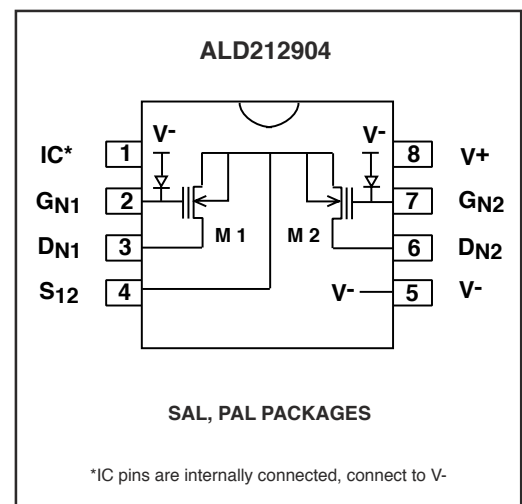 ALD212904
V- V-
IC* 1 8 V+
GN1 2 7 GN2
DN1 3 M 1 M 2 6 DN2
S12 4 V- 5 V-
SAL, PAL PACKAGES
*IC pins are internally connected, connect to V-